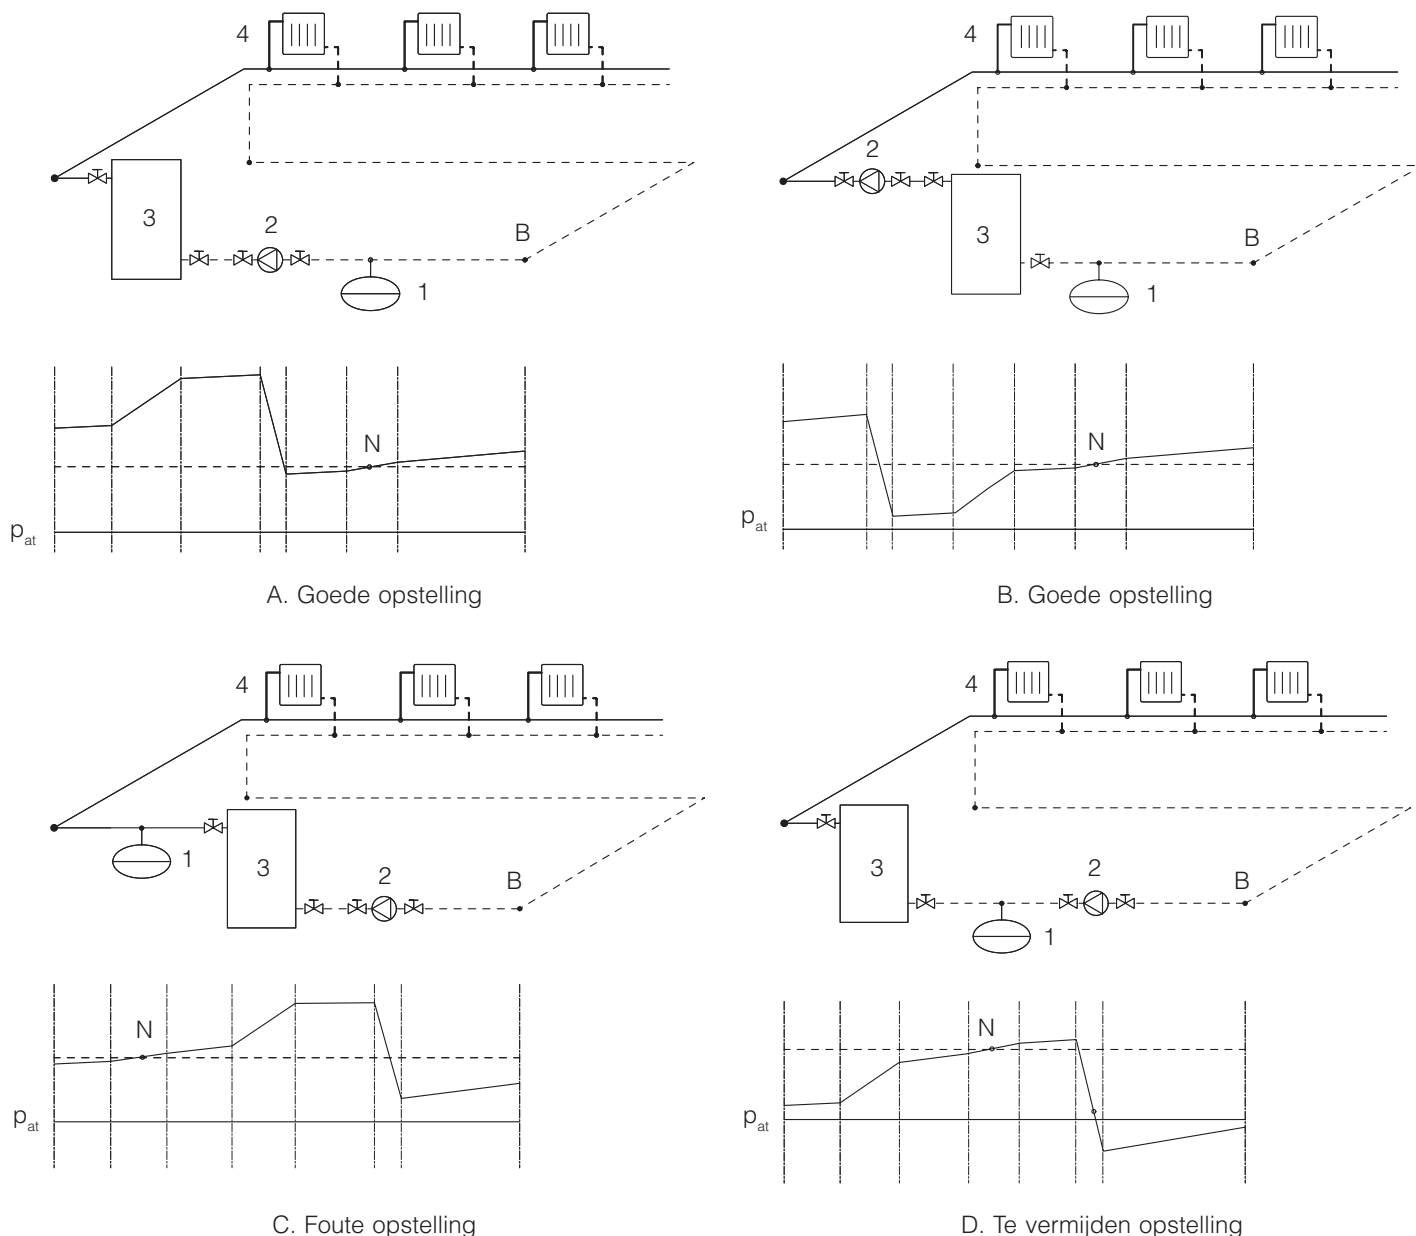 4
3
2
B
1
N
pat
A. Goede opstelling
4
2
3
B
1
N
pat
B. Goede opstelling
4
1
3
2
B
N
pat
C. Foute opstelling
4
3
2
B
1
N
pat
D. Te vermijden opstelling